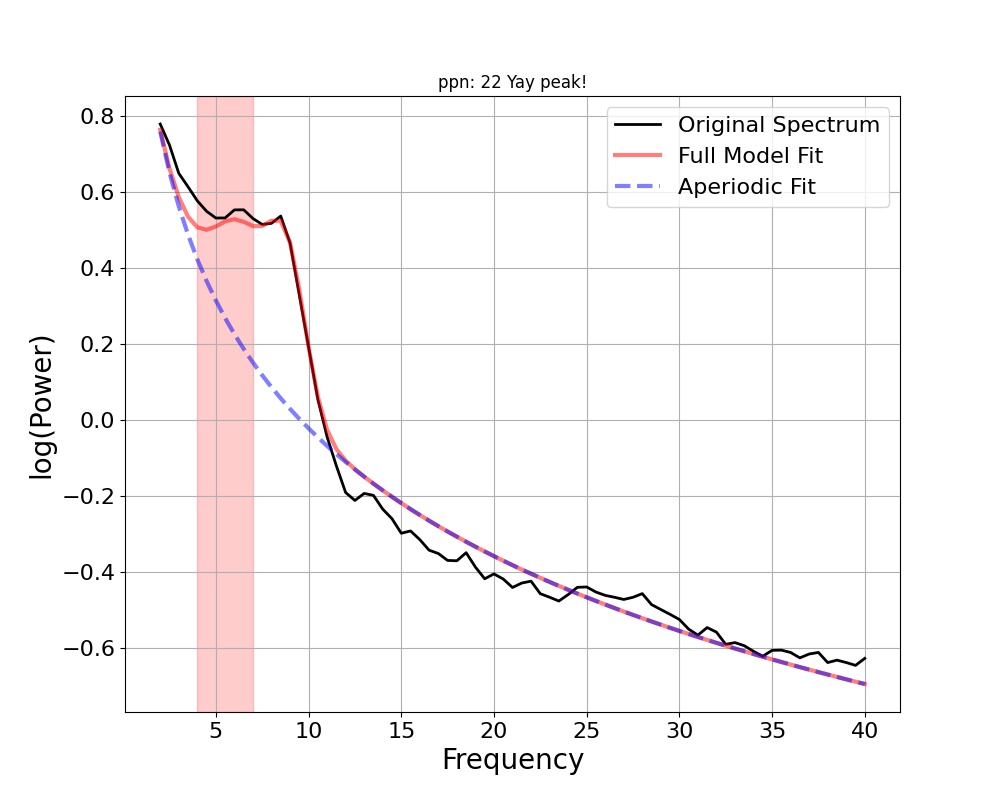 ppn: 22 Yay peak!
Original Spectrum
Full Model Fit
Aperiodic Fit
log(Power)
0.8
0.6
0.4
0.2
0.0
−0.2
−0.4
−0.6
5 10 15 20 25 30 35 40
Frequency